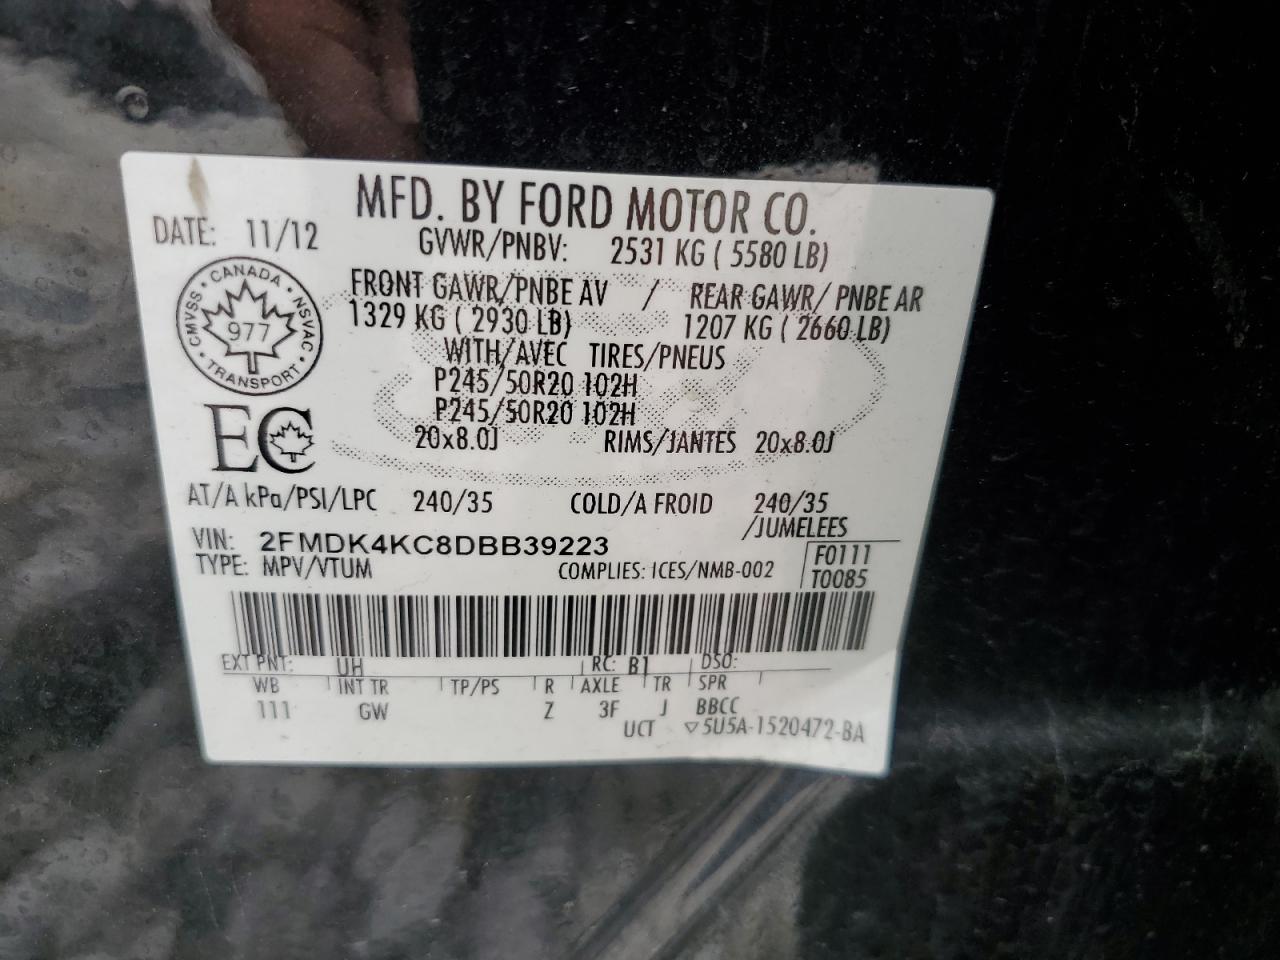 MFD. BY FORD MOTOR CO.
DATE: 11/12
GVWR/PNBV: 2531 KG ( 5580 LB)
FRONT GAWR/PNBE AV / REAR GAWR/ PNBE AR
1329 KG ( 2930 LB) 1207 KG ( 2660 LB)
WITH/AVEC TIRES/PNEUS
P245/50R20 102H
P245/50R20 102H
20x8.0J RIMS/JANTES 20x8.0J
CANADA
CMVSS • NSVAC
977
TRANSPORT
EC
AT/A kPa/PSI/LPC 240/35 COLD/A FROID 240/35
/JUMELEES
VIN: 2FMDK4KC8DBB39223
TYPE: MPV/VTUM COMPLIES: ICES/NMB-002
F0111
T0085
EXT PNT: UH RC: B1 DSO:
WB INT TR TP/PS R AXLE TR SPR
111 GW Z 3F J BBCC
UCT ▽5U5A-1520472-BA